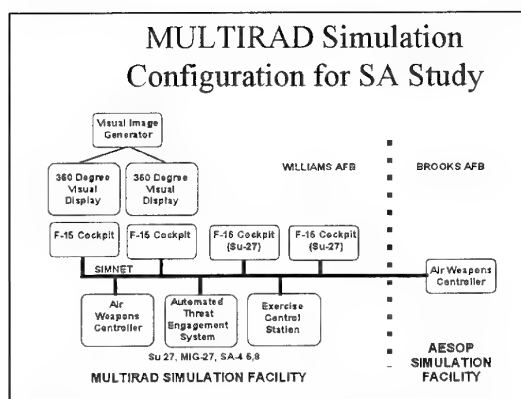 MULTIRAD Simulation
Configuration for SA Study
Visual Image
Generator
WILLIAMS AFB
BROOKS AFB
360 Degree
Visual
Display
360 Degree
Visual
Display
F-15 Cockpit
F-15 Cockpit
F-16 Cockpit
(Su-27)
F-15 Cockpit
(Su-27)
SIMNET
Air Weapons
Controller
Air
Weapons
Controller
Automated
Threat
Engagement
System
Exercise
Control
Station
Su 27, MIG-27, SA-4 6,8
MULTIRAD SIMULATION FACILITY
AESOP
SIMULATION
FACILITY